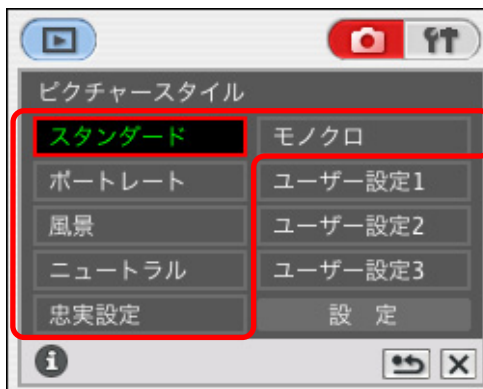 ピクチャースタイル
スタンダード
モノクロ
ポートレート
ユーザー設定1
風景
ユーザー設定2
ニュートラル
ユーザー設定3
忠実設定
設 定